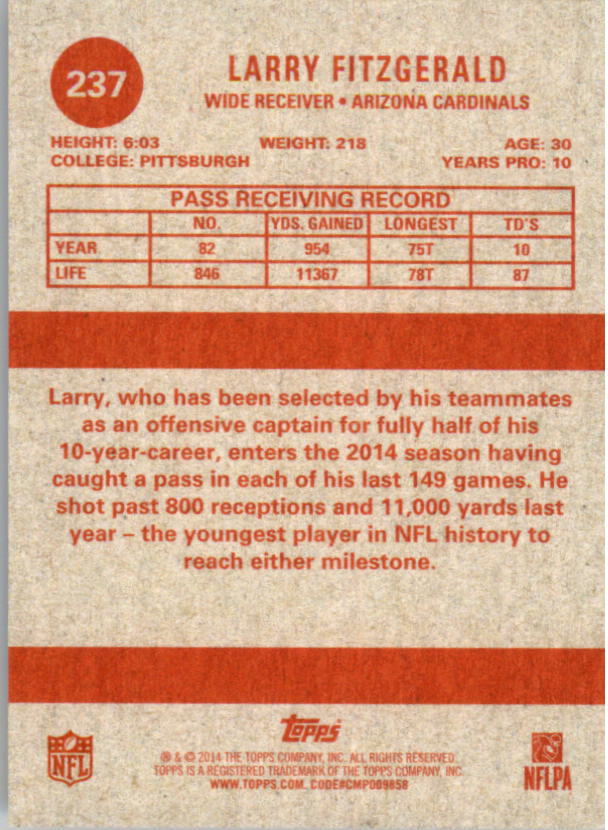 237
LARRY FITZGERALD
WIDE RECEIVER • ARIZONA CARDINALS
HEIGHT: 6:03 WEIGHT: 218 AGE: 30
COLLEGE: PITTSBURGH YEARS PRO: 10
PASS RECEIVING RECORD
NO. YDS. GAINED LONGEST TD'S
YEAR 82 954 75T 10
LIFE 846 11367 78T 87
Larry, who has been selected by his teammates
as an offensive captain for fully half of his
10-year-career, enters the 2014 season having
caught a pass in each of his last 149 games. He
shot past 800 receptions and 11,000 yards last
year – the youngest player in NFL history to
reach either milestone.
NFL
Topps
® & © 2014 THE TOPPS COMPANY, INC. ALL RIGHTS RESERVED.
TOPPS IS A REGISTERED TRADEMARK OF THE TOPPS COMPANY, INC.
WWW.TOPPS.COM CODE#CMP009858
NFLPA